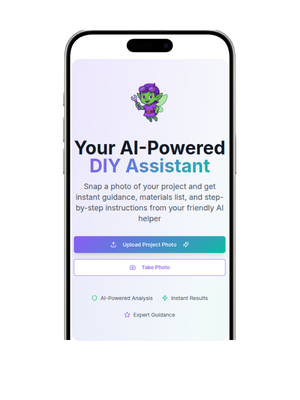 Your AI-Powered
DIY Assistant
Snap a photo of your project and get
instant guidance, materials list, and step-
by-step instructions from your friendly AI
helper
Upload Project Photo
Take Photo
AI-Powered Analysis Instant Results
Expert Guidance